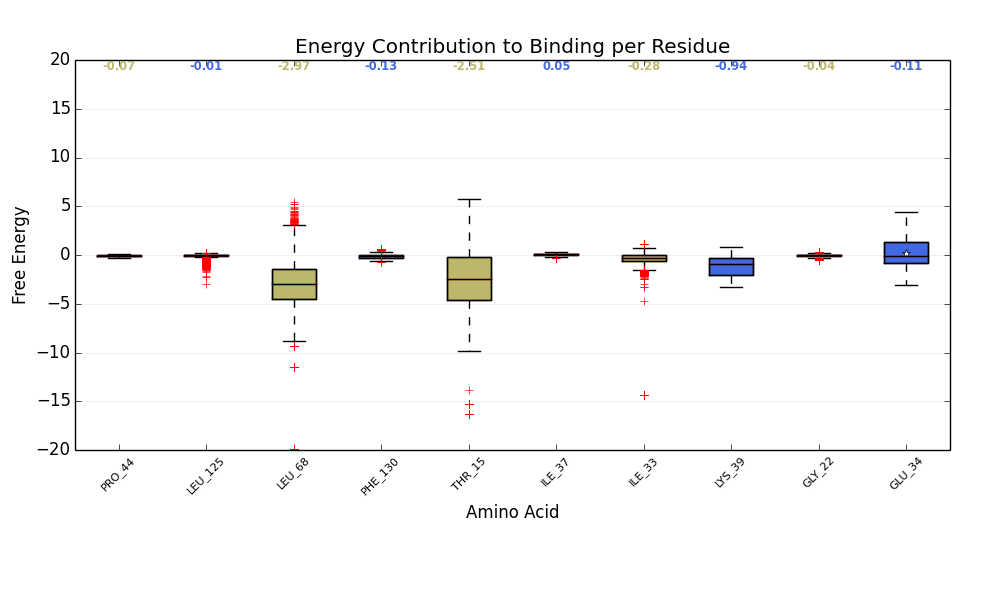 Energy Contribution to Binding per Residue
20
-0.07 -0.01 -2.97 -0.13 -2.51 0.05 -0.28 -0.94 -0.04 -0.11
15
10
5
0
−5
−10
−15
−20
Free Energy
PRO_44 LEU_125 LEU_68 PHE_130 THR_15 ILE_37 ILE_33 LYS_39 GLY_22 GLU_34
Amino Acid